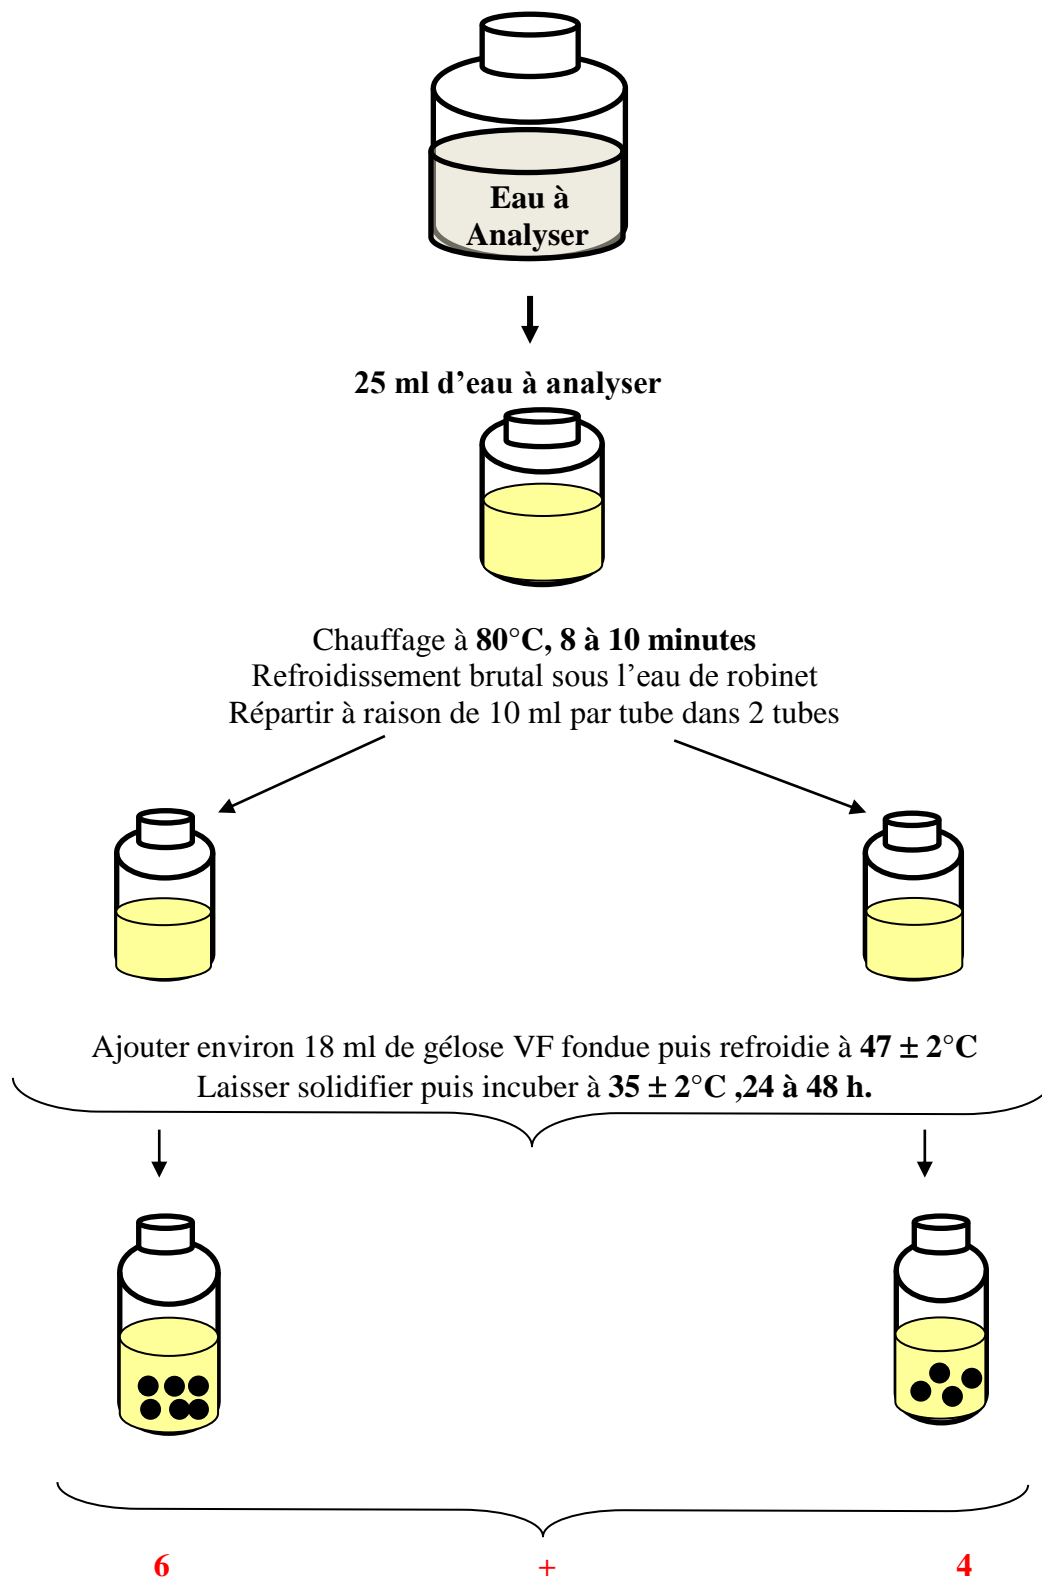 Eau à
Analyser
25 ml d’eau à analyser
Chauffage à 80°C, 8 à 10 minutes
Refroidissement brutal sous l’eau de robinet
Répartir à raison de 10 ml par tube dans 2 tubes
Ajouter environ 18 ml de gélose VF fondue puis refroidie à 47 ± 2°C
Laisser solidifier puis incuber à 35 ± 2°C ,24 à 48 h.
6 + 4